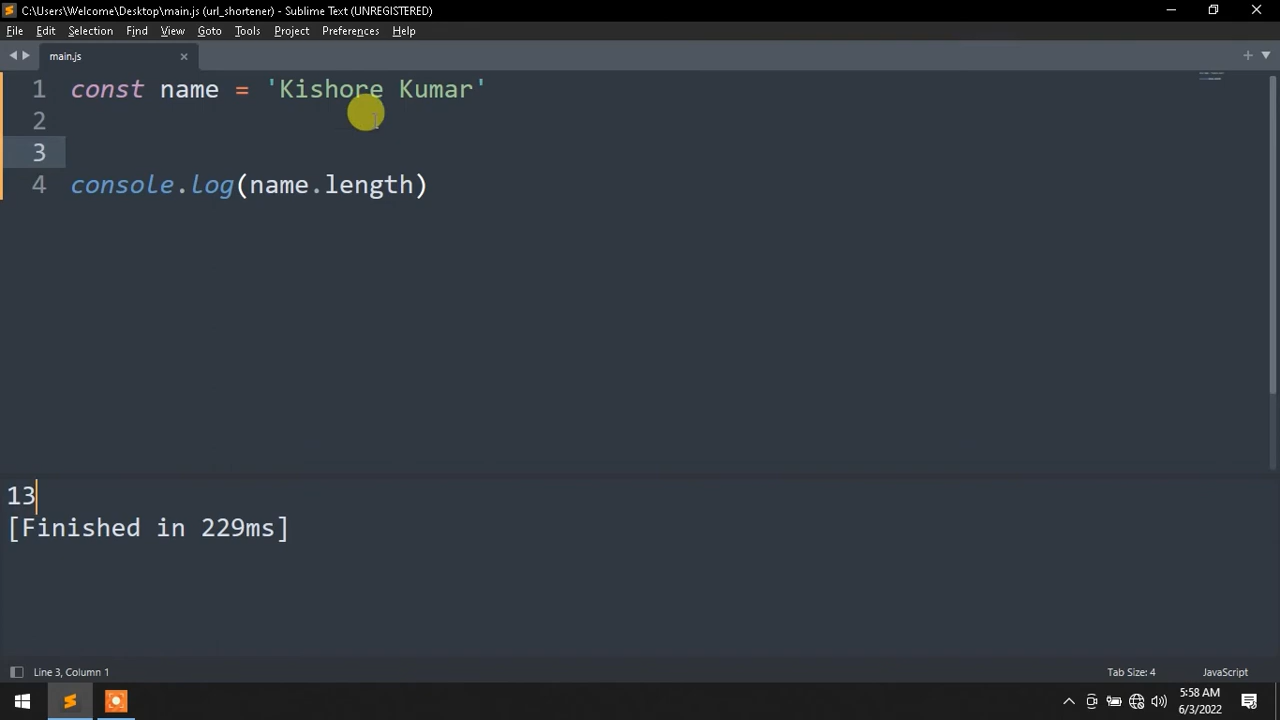 C:\Users\Welcome\Desktop\main.js (url_shortener) - Sublime Text (UNREGISTERED)
File Edit Selection Find View Goto Tools Project Preferences Help
main.js
1 const name = 'Kishore Kumar'
2
3
4 console.log(name.length)
13
[Finished in 229ms]
Line 3, Column 1 Tab Size: 4 JavaScript
5:58 AM
6/3/2022